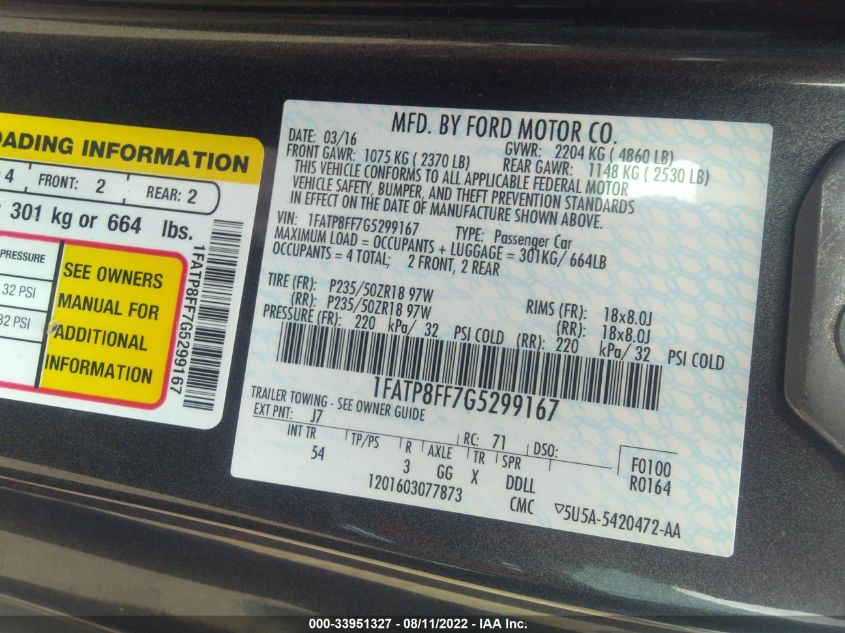 OADING INFORMATION
4 FRONT: 2 REAR: 2
301 kg or 664 lbs.
PRESSURE
32 PSI
32 PSI
SEE OWNERS
MANUAL FOR
ADDITIONAL
INFORMATION
1FATP8FF7G5299167
MFD. BY FORD MOTOR CO.
DATE: 03/16 GVWR: 2204 KG ( 4860 LB)
FRONT GAWR: 1075 KG ( 2370 LB) REAR GAWR: 1148 KG ( 2530 LB)
THIS VEHICLE CONFORMS TO ALL APPLICABLE FEDERAL MOTOR
VEHICLE SAFETY, BUMPER, AND THEFT PREVENTION STANDARDS
IN EFFECT ON THE DATE OF MANUFACTURE SHOWN ABOVE.
VIN: 1FATP8FF7G5299167 TYPE: Passenger Car
MAXIMUM LOAD = OCCUPANTS + LUGGAGE = 301KG/ 664LB
OCCUPANTS = 4 TOTAL; 2 FRONT, 2 REAR
TIRE (FR): P235/50ZR18 97W RIMS (FR): 18x8.0J
(RR): P235/50ZR18 97W (RR): 18x8.0J
PRESSURE (FR): 220 kPa/ 32 PSI COLD (RR): 220 kPa/ 32 PSI COLD
1FATP8FF7G5299167
TRAILER TOWING - SEE OWNER GUIDE
EXT PNT: J7 RC: 71 DSO: F0100
INT TR TP/PS R AXLE TR SPR R0164
54 3 GG X DDLL
1201603077873 CMC ▽5U5A-5420472-AA
000-33951327 - 08/11/2022 - IAA Inc.